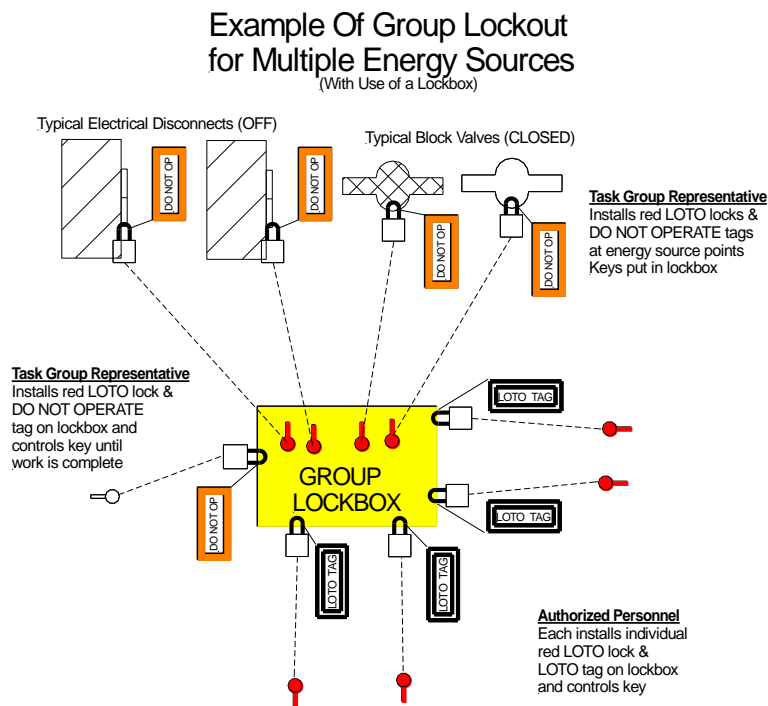 Example Of Group Lockout
for Multiple Energy Sources
(With Use of a Lockbox)
Typical Electrical Disconnects (OFF)
Typical Block Valves (CLOSED)
DO NOT OP
DO NOT OP
DO NOT OP
DO NOT OP
Task Group Representative
Installs red LOTO locks &
DO NOT OPERATE tags
at energy source points
Keys put in lockbox
Task Group Representative
Installs red LOTO lock &
DO NOT OPERATE
tag on lockbox and
controls key until
work is complete
LOTO TAG
GROUP
LOCKBOX
LOTO TAG
DO NOT OP
LOTO TAG
LOTO TAG
Authorized Personnel
Each installs individual
red LOTO lock &
LOTO tag on lockbox
and controls key